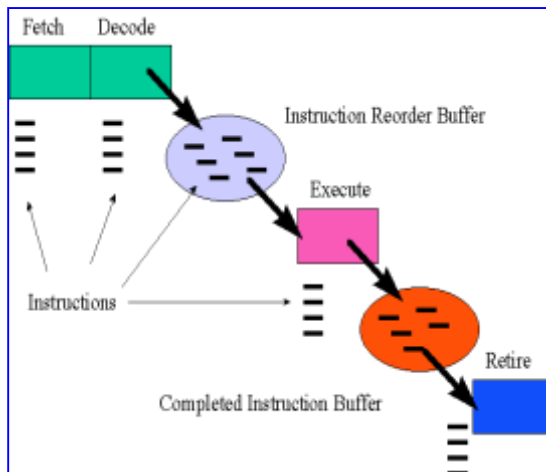 Fetch
Decode
Instruction Reorder Buffer
Execute
Instructions
Retire
Completed Instruction Buffer